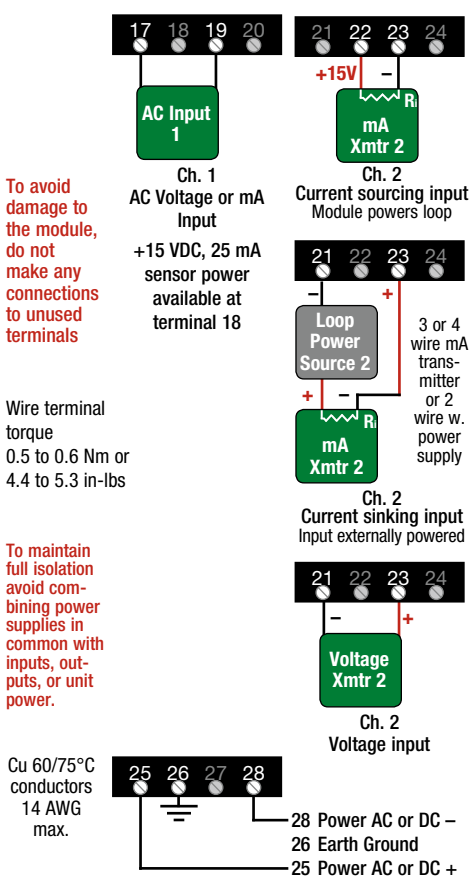 17 18 19 20
AC Input
1
Ch. 1
AC Voltage or mA
Input
+15 VDC, 25 mA
sensor power
available at
terminal 18
21 22 23 24
+15V –
Ri
mA
Xmtr 2
Ch. 2
Current sourcing input
Module powers loop
To avoid
damage to
the module,
do not
make any
connections
to unused
terminals
21 22 23 24
– +
Loop
Power
Source 2
+ –
Ri
mA
Xmtr 2
3 or 4
wire mA
trans-
mitter
or 2
wire w.
power
supply
Ch. 2
Current sinking input
Input externally powered
Wire terminal
torque
0.5 to 0.6 Nm or
4.4 to 5.3 in-lbs
To maintain
full isolation
avoid com-
bining power
supplies in
common with
inputs, out-
puts, or unit
power.
21 22 23 24
– +
Voltage
Xmtr 2
Ch. 2
Voltage input
Cu 60/75°C
conductors
14 AWG
max.
25 26 27 28
28 Power AC or DC –
26 Earth Ground
25 Power AC or DC +